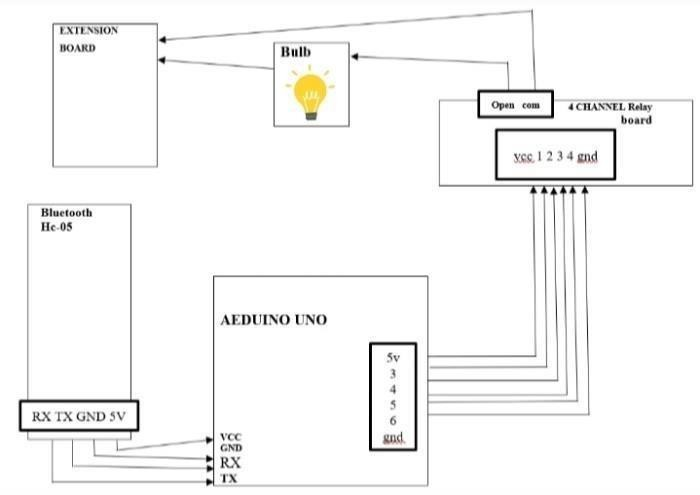 EXTENSION
BOARD
Bulb
Open com
4 CHANNEL Relay
board
vcc 1 2 3 4 gnd
Bluetooth
Hc-05
RX TX GND 5V
AEDUINO UNO
5v
3
4
5
6
gnd
VCC
GND
RX
TX